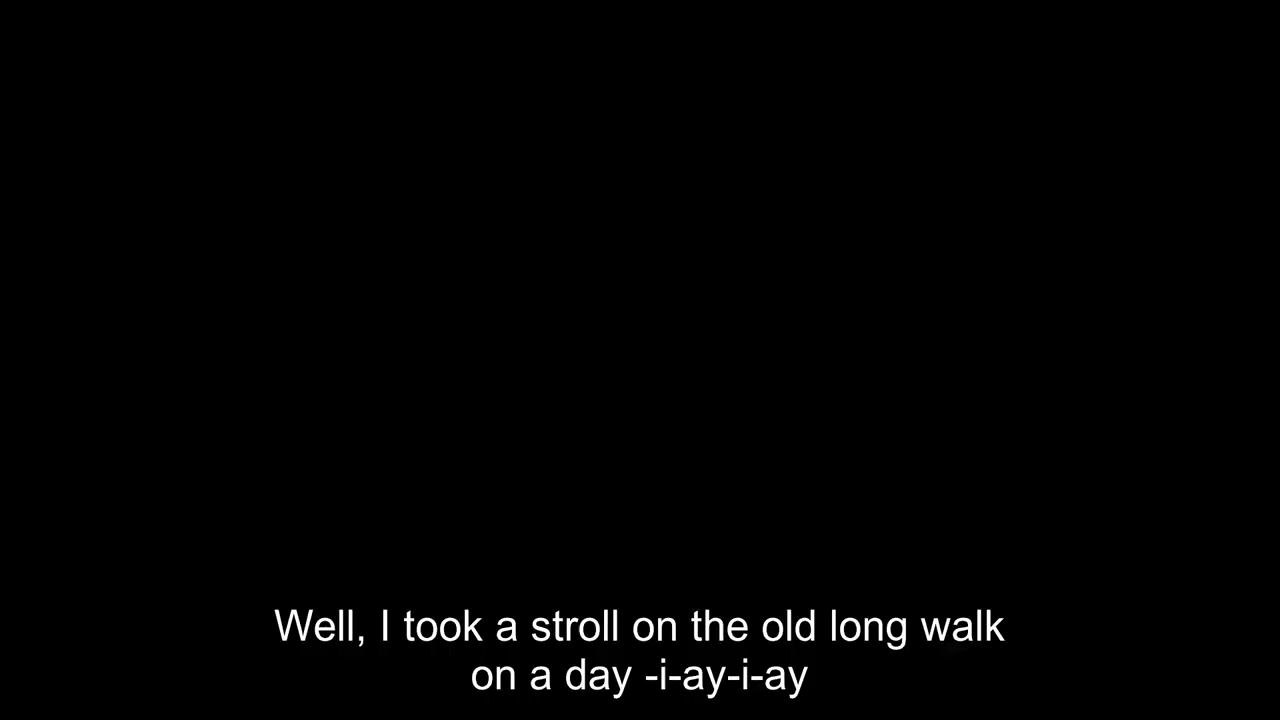 Well, I took a stroll on the old long walk
on a day -i-ay-i-ay